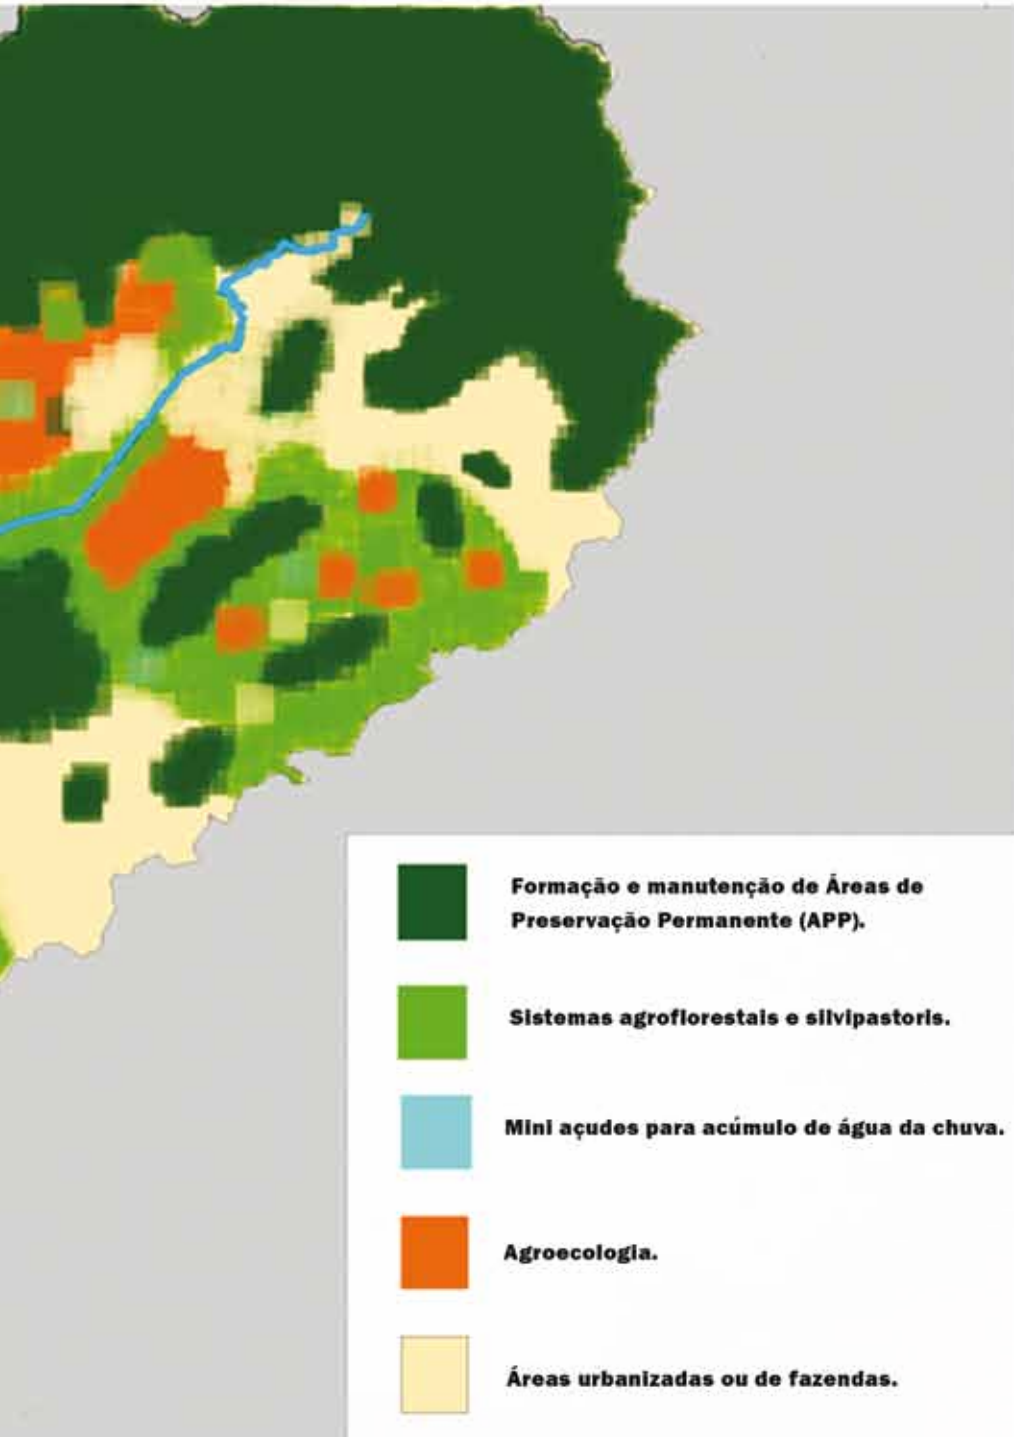 Formação e manutenção de Áreas de
Preservação Permanente (APP).
Sistemas agroflorestais e silvipastoris.
Mini açudes para acúmulo de água da chuva.
Agroecologia.
Áreas urbanizadas ou de fazendas.